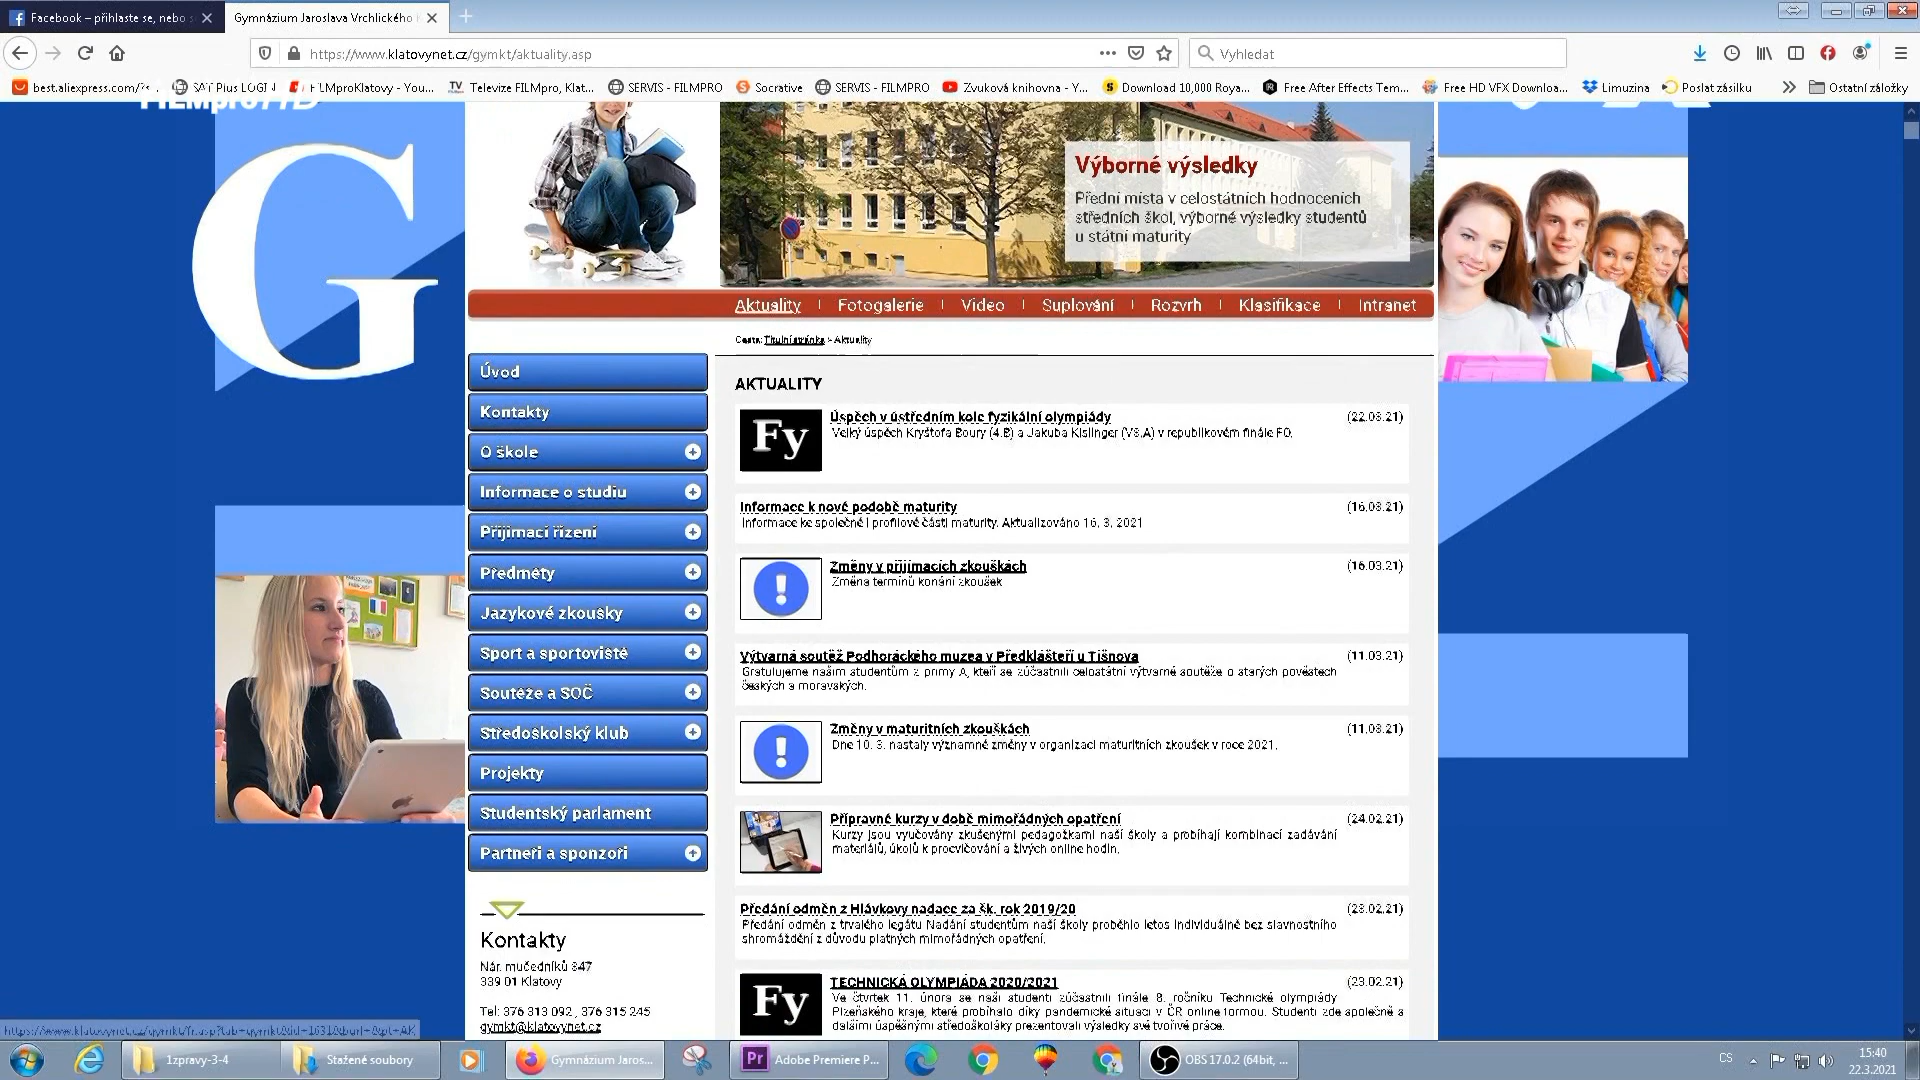 Facebook – přihlaste se, nebo s
Gymnázium Jaroslava Vrchlického
https://www.klatovynet.cz/gymkt/aktuality.asp
Vyhledat
best.aliexpress.com/?
SAT Plus LOGI
FILMproKlatovy - You...
Televize FILMpro, Klat...
SERVIS - FILMPRO
Socrative
SERVIS - FILMPRO
Zvuková knihovna - Y...
Download 10,000 Roya...
Free After Effects Tem...
Free HD VFX Downloa...
Limuzina
Poslat zásilku
Ostatní záložky
G
Výborné výsledky
Přední místa v celostátních hodnoceních
středních škol, výborné výsledky studentů
u státní maturity
Aktuality
Fotogalerie
Video
Suplování
Rozvrh
Klasifikace
Intranet
Cesta: Titulní stránka > Aktuality
Úvod
Kontakty
O škole
Informace o studiu
Přijímací řízení
Předměty
Jazykové zkoušky
Sport a sportoviště
Soutěže a SOČ
Středoškolský klub
Projekty
Studentský parlament
Partneři a sponzoři
Kontakty
Nár. mučedníků 347
339 01 Klatovy
Tel: 376 313 092, 376 315 245
gymkt@klatovynet.cz
AKTUALITY
Fy
Úspěch v ústředním kole fyzikální olympiády (22.03.21)
Velký úspěch Kryštofa Boury (4.B) a Jakuba Kislinger (V8.A) v republikovém finále FO.
Informace k nové podobě maturity (16.03.21)
Informace ke společné i profilové části maturity. Aktualizováno 16. 3. 2021
Změny v přijímacích zkouškách (16.03.21)
Změna termínů konání zkoušek
Výtvarná soutěž Podhoráckého muzea v Předklášteří u Tišnova (11.03.21)
Gratulujeme našim studentům z primy A, kteří se zúčastnili celostátní výtvarné soutěže o starých pověstech
českých a moravských.
Změny v maturitních zkouškách (11.03.21)
Dne 10. 3. nastaly významné změny v organizaci maturitních zkoušek v roce 2021.
Přípravné kurzy v době mimořádných opatření (24.02.21)
Kurzy jsou vyučovány zkušenými pedagožkami naší školy a probíhají kombinací zadávání
materiálů, úkolů k procvičování a živých online hodin.
Předání odměn z Hlávkovy nadace za šk. rok 2019/20 (23.02.21)
Předání odměn z trvalého legátu Nadání studentům naší školy proběhlo letos individuálně bez slavnostního
shromáždění z důvodu platných mimořádných opatření.
Fy
TECHNICKÁ OLYMPIÁDA 2020/2021 (23.02.21)
Ve čtvrtek 11. února se naši studenti zúčastnili finále 8. ročníku Technické olympiády
Plzeňského kraje, které probíhalo díky pandemické situaci v ČR online formou. Studenti zde společně s
dalšími úspěšnými středoškoláky prezentovali výsledky své tvořivé práce.
1zpravy-3-4
Stažené soubory
Gymnázium Jaros...
Pr
Adobe Premiere P...
OBS 17.0.2 (64bit, ...
CS
15:40
22.3.2021